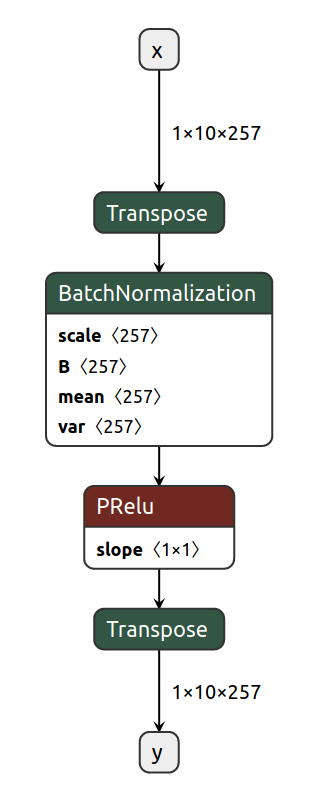 x
1×10×257
Transpose
BatchNormalization
scale〈257〉
B〈257〉
mean〈257〉
var〈257〉
PRelu
slope〈1×1〉
Transpose
1×10×257
y